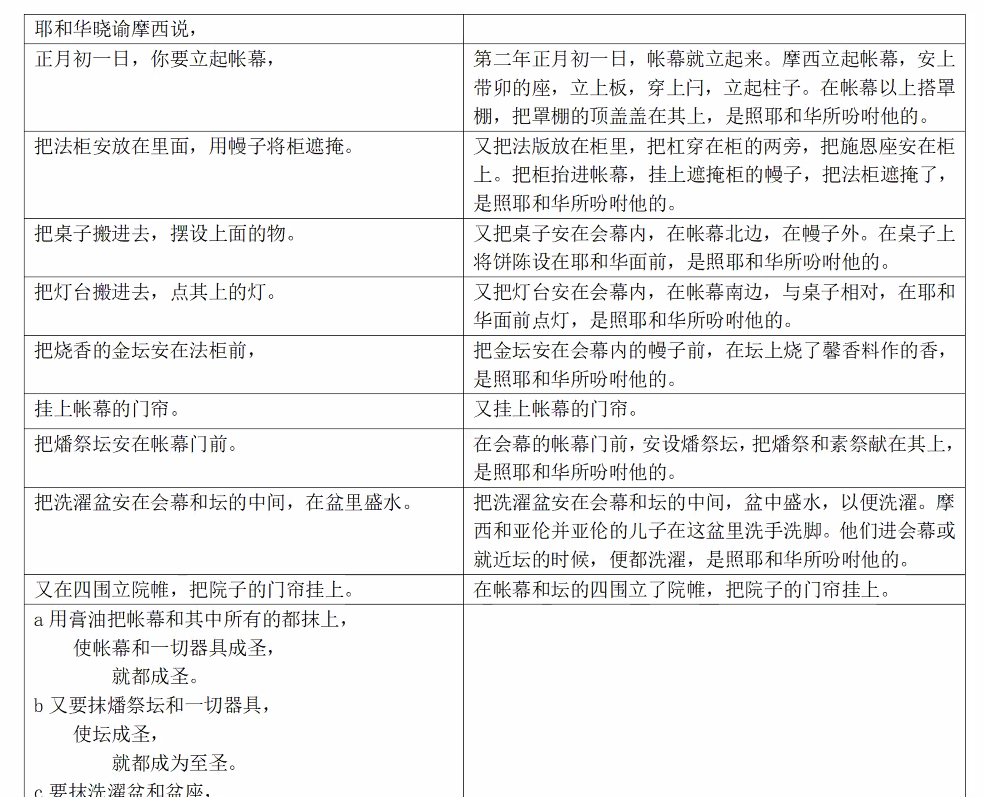 耶和华晓谕摩西说，
正月初一日，你要立起帐幕，
第二年正月初一日，帐幕就立起来。摩西立起帐幕，安上
带卯的座，立上板，穿上闩，立起柱子。在帐幕以上搭罩
棚，把罩棚的顶盖盖在其上，是照耶和华所吩咐他的。
把法柜安放在里面，用幔子将柜遮掩。
又把法版放在柜里，把杠穿在柜的两旁，把施恩座安在柜
上。把柜抬进帐幕，挂上遮掩柜的幔子，把法柜遮掩了，
是照耶和华所吩咐他的。
把桌子搬进去，摆设上面的物。
又把桌子安在会幕内，在帐幕北边，在幔子外。在桌子上
将饼陈设在耶和华面前，是照耶和华所吩咐他的。
把灯台搬进去，点其上的灯。
又把灯台安在会幕内，在帐幕南边，与桌子相对，在耶和
华面前点灯，是照耶和华所吩咐他的。
把烧香的金坛安在法柜前，
把金坛安在会幕内的幔子前，在坛上烧了馨香料作的香，
是照耶和华所吩咐他的。
挂上帐幕的门帘。
又挂上帐幕的门帘。
把燔祭坛安在帐幕门前。
在会幕的帐幕门前，安设燔祭坛，把燔祭和素祭献在其上，
是照耶和华所吩咐他的。
把洗濯盆安在会幕和坛的中间，在盆里盛水。
把洗濯盆安在会幕和坛的中间，盆中盛水，以便洗濯。摩
西和亚伦并亚伦的儿子在这盆里洗手洗脚。他们进会幕或
就近坛的时候，便都洗濯，是照耶和华所吩咐他的。
又在四围立院帷，把院子的门帘挂上。
在帐幕和坛的四围立了院帷，把院子的门帘挂上。
a 用膏油把帐幕和其中所有的都抹上，
使帐幕和一切器具成圣，
就都成圣。
b 又要抹燔祭坛和一切器具，
使坛成圣，
就都成为至圣。
c 要抹洗濯盆和盆座，